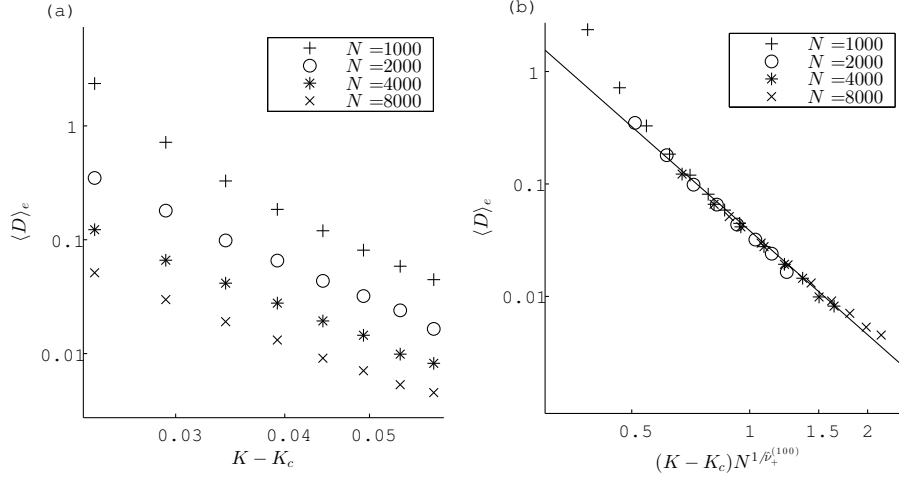 (a)
N =1000
N =2000
N =4000
N =8000
1
0.1
0.01
⟨D⟩e
0.03
0.04
0.05
K − Kc
(b)
N =1000
N =2000
N =4000
N =8000
1
0.1
0.01
⟨D⟩e
0.5
1
1.5
2
(K − Kc)N^{1/ν̄_+^{(100)}}